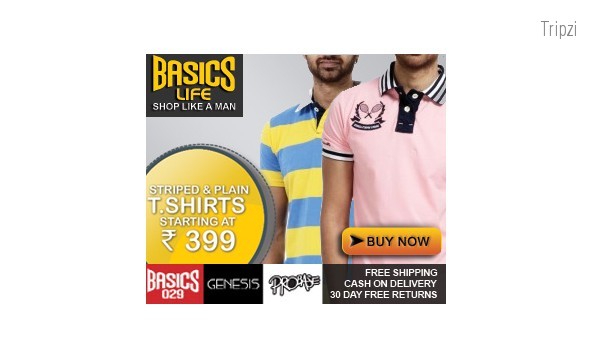 Tripzi
BASICS
LIFE
SHOP LIKE A MAN
STRIPED & PLAIN
T.SHIRTS
STARTING AT
₹ 399
BUY NOW
BASICS
029
GENESIS
PROBASE
FREE SHIPPING
CASH ON DELIVERY
30 DAY FREE RETURNS